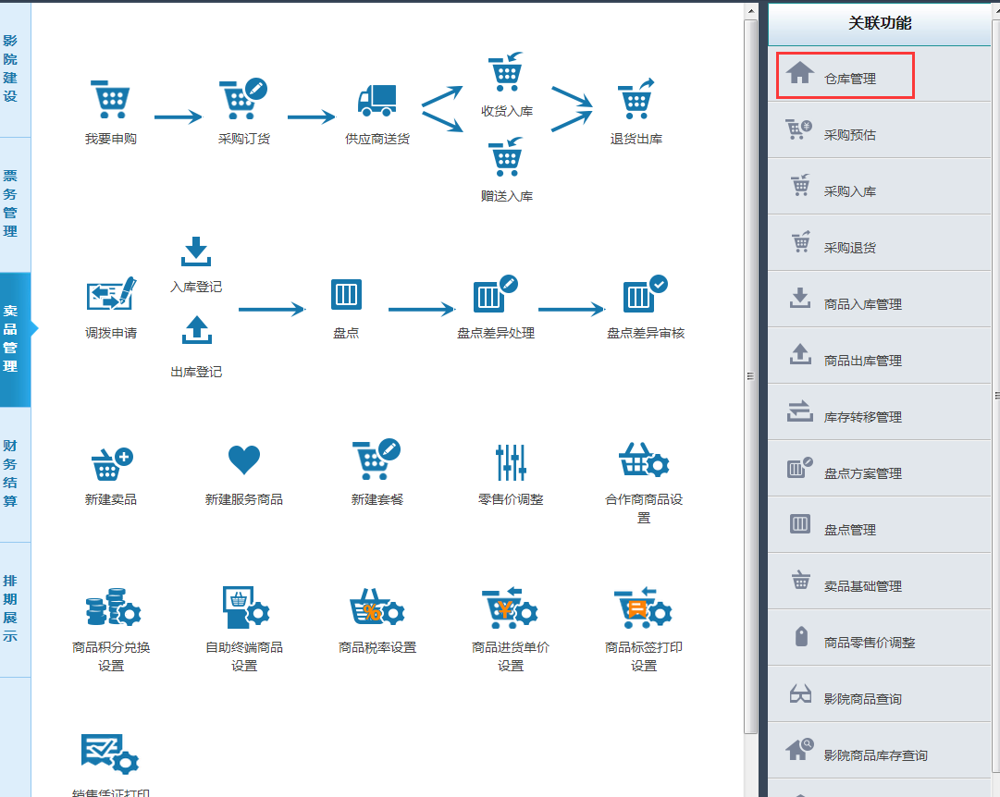 影院建设
票务管理
卖品管理
财务结算
排期展示
我要申购
采购订货
供应商送货
收货入库
赠送入库
退货出库
调拨申请
入库登记
出库登记
盘点
盘点差异处理
盘点差异审核
新建卖品
新建服务商品
新建套餐
零售价调整
合作商商品设
置
商品积分兑换
设置
自助终端商品
设置
商品税率设置
商品进货单价
设置
商品标签打印
设置
销售凭证打印
关联功能
仓库管理
采购预估
采购入库
采购退货
商品入库管理
商品出库管理
库存转移管理
盘点方案管理
盘点管理
卖品基础管理
商品零售价调整
影院商品查询
影院商品库存查询